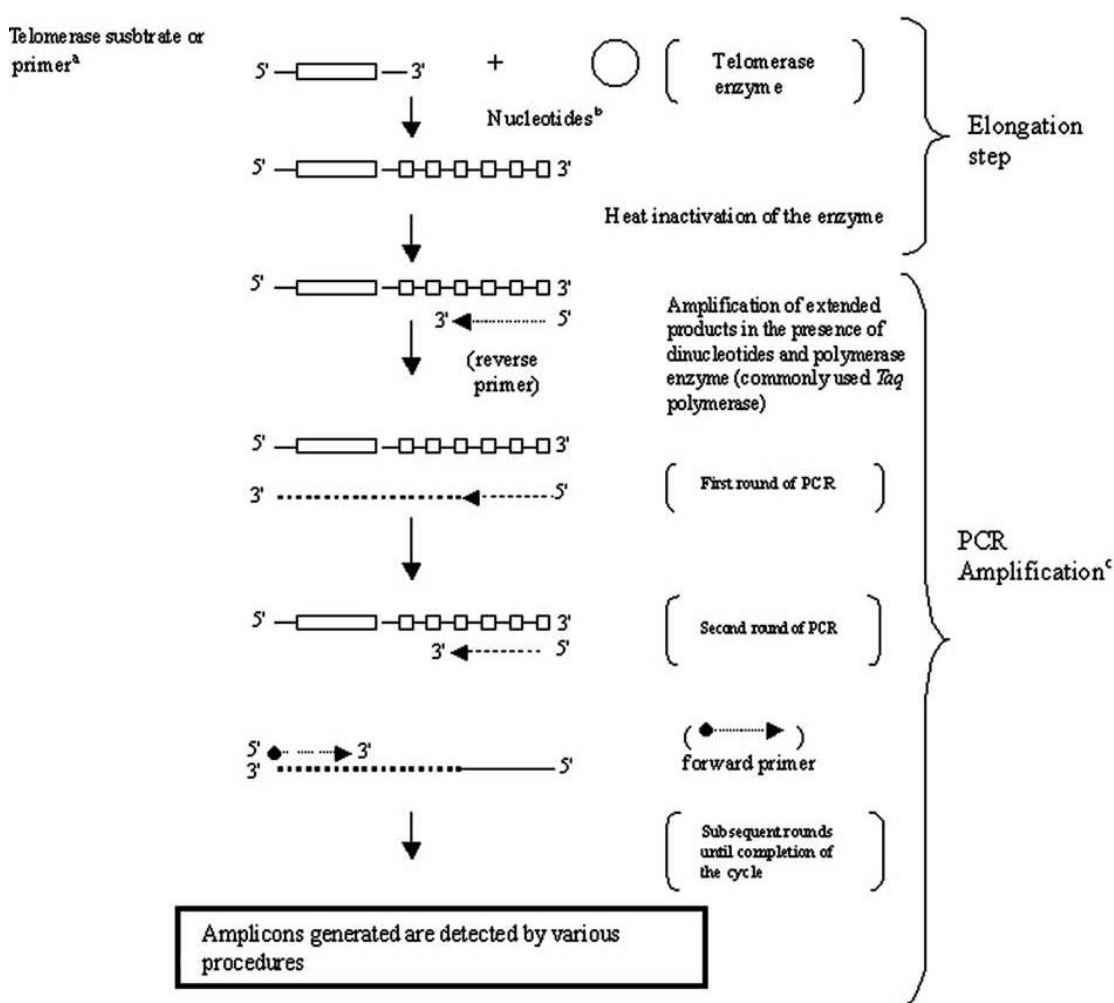 Telomerase susbtrate or
primerᵃ
5' 3' +
Telomerase
enzyme
Nucleotidesᵇ
Elongation
step
5' 3'
Heat inactivation of the enzyme
5' 3'
3' 5'
(reverse
primer)
Amplification of extended
products in the presence of
dinucleotides and polymerase
enzyme (commonly used Taq
polymerase)
5' 3'
3' 5'
First round of PCR
PCR
Amplificationᶜ
5' 3'
3' 5'
Second round of PCR
5' 3'
3' 5'
( )
forward primer
Subsequent rounds
until completion of
the cycle
Amplicons generated are detected by various
procedures